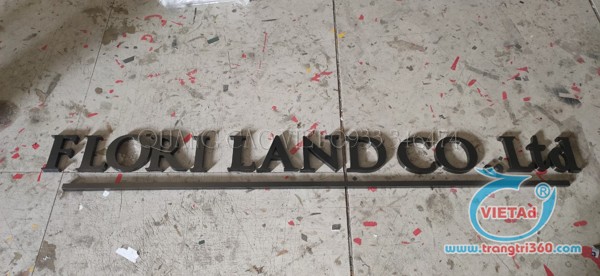 FLORI LAND CO., Ltd
VIETAd
®
www.trangtri360.com